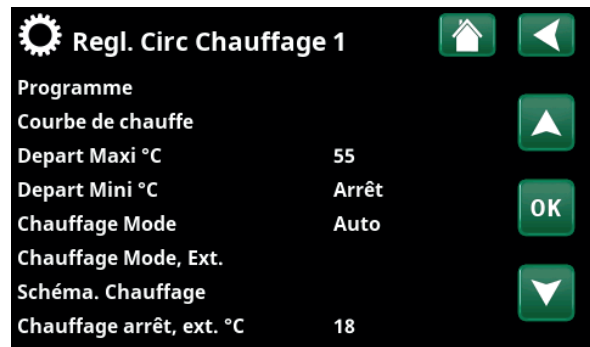 Regl. Circ Chauffage 1
Programme
Courbe de chauffe
Depart Maxi °C 55
Depart Mini °C Arrêt
Chauffage Mode Auto
OK
Chauffage Mode, Ext.
Schéma. Chauffage
Chauffage arrêt, ext. °C 18